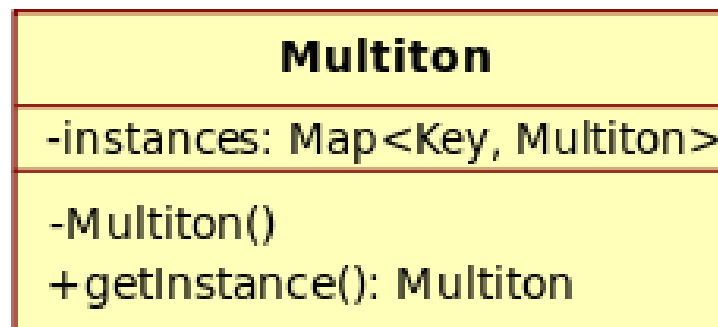 Multiton
-instances: Map<Key, Multiton>
-Multiton()
+getInstance(): Multiton